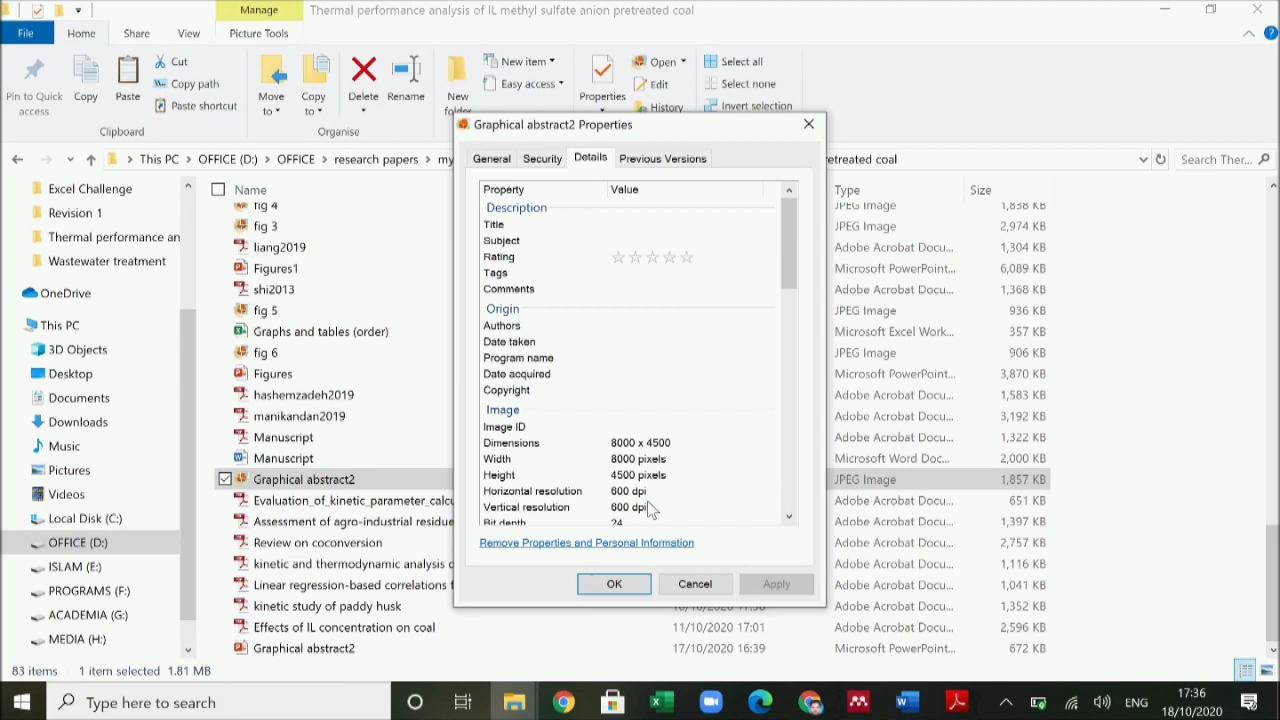 Manage
Thermal performance analysis of IL methyl sulfate anion pretreated coal
File
Home
Share
View
Picture Tools
Pin to Quick
access
Copy
Paste
Cut
Copy path
Paste shortcut
Clipboard
Move
to
Copy
to
Delete
Rename
Organise
New
folder
New item
Easy access
Properties
Open
Edit
History
Select all
Select none
Invert selection
This PC
OFFICE (D:)
OFFICE
research papers
my
etreated coal
Search Ther...
Excel Challenge
Revision 1
Thermal performance an
Wastewater treatment
OneDrive
This PC
3D Objects
Desktop
Documents
Downloads
Music
Pictures
Videos
Local Disk (C:)
OFFICE (D:)
ISLAM (E:)
PROGRAMS (F:)
ACADEMIA (G:)
MEDIA (H:)
Name
Type
Size
fig 4
JPEG Image
1,838 KB
fig 3
JPEG Image
2,974 KB
liang2019
Adobe Acrobat Docu...
1,304 KB
Figures1
Microsoft PowerPoint...
6,089 KB
shi2013
Adobe Acrobat Docu...
1,368 KB
fig 5
JPEG Image
936 KB
Graphs and tables (order)
Microsoft Excel Work...
357 KB
fig 6
JPEG Image
906 KB
Figures
Microsoft PowerPoint...
3,870 KB
hashemzadeh2019
Adobe Acrobat Docu...
1,583 KB
manikandan2019
Adobe Acrobat Docu...
3,192 KB
Manuscript
Adobe Acrobat Docu...
1,322 KB
Manuscript
Microsoft Word Doc...
2,000 KB
Graphical abstract2
JPEG Image
1,857 KB
Evaluation_of_kinetic_parameter_calcu
Adobe Acrobat Docu...
651 KB
Assessment of agro-industrial residue
Adobe Acrobat Docu...
1,397 KB
Review on coconversion
Adobe Acrobat Docu...
2,757 KB
kinetic and thermodynamic analysis o
Adobe Acrobat Docu...
1,116 KB
Linear regression-based correlations f
Adobe Acrobat Docu...
1,041 KB
kinetic study of paddy husk
Adobe Acrobat Docu...
1,352 KB
Effects of IL concentration on coal
11/10/2020 17:01
Adobe Acrobat Docu...
2,596 KB
Graphical abstract2
17/10/2020 16:39
Microsoft PowerPoint...
672 KB
Graphical abstract2 Properties
General
Security
Details
Previous Versions
Property
Value
Description
Title
Subject
Rating
Tags
Comments
Origin
Authors
Date taken
Program name
Date acquired
Copyright
Image
Image ID
Dimensions
8000 x 4500
Width
8000 pixels
Height
4500 pixels
Horizontal resolution
600 dpi
Vertical resolution
600 dpi
Bit depth
24
Remove Properties and Personal Information
OK
Cancel
Apply
83 items
1 item selected 1.81 MB
Type here to search
ENG
17:36
18/10/2020